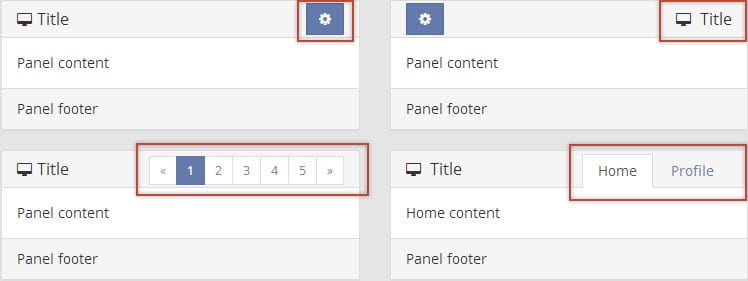 Title
Panel content
Panel footer
Title
Panel content
Panel footer
Title
« 1 2 3 4 5 »
Panel content
Panel footer
Title
Home Profile
Home content
Panel footer